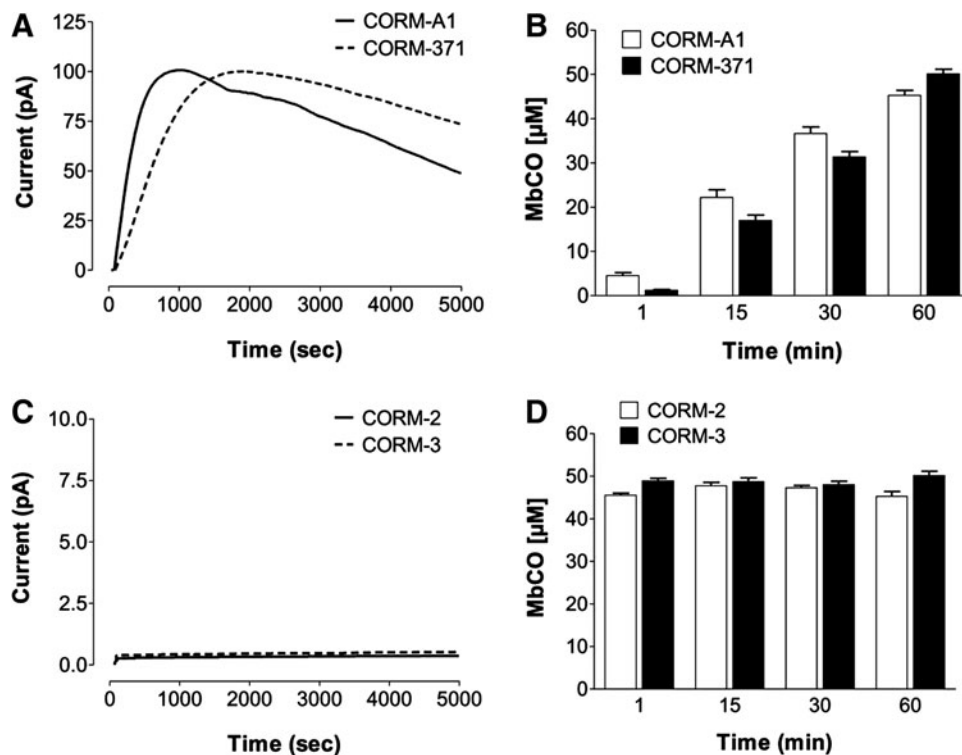 A
CORM-A1
CORM-371
Current (pA)
125
100
75
50
25
0
0 1000 2000 3000 4000 5000
Time (sec)
B
CORM-A1
CORM-371
MbCO [µM]
60
50
40
30
20
10
0
1 15 30 60
Time (min)
C
CORM-2
CORM-3
Current (pA)
10.0
7.5
5.0
2.5
0.0
0 1000 2000 3000 4000 5000
Time (sec)
D
CORM-2
CORM-3
MbCO [µM]
60
50
40
30
20
10
0
1 15 30 60
Time (min)